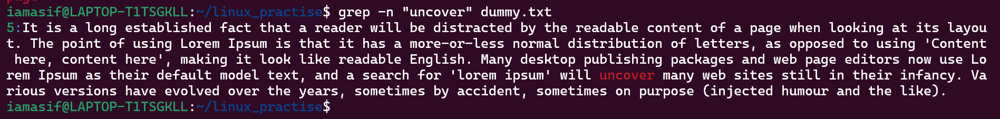 page
iamasif@LAPTOP-T1TSGKLL:~/linux_practise$ grep -n "uncover" dummy.txt
5:It is a long established fact that a reader will be distracted by the readable content of a page when looking at its layou
t. The point of using Lorem Ipsum is that it has a more-or-less normal distribution of letters, as opposed to using 'Content
 here, content here', making it look like readable English. Many desktop publishing packages and web page editors now use Lo
rem Ipsum as their default model text, and a search for 'lorem ipsum' will uncover many web sites still in their infancy. Va
rious versions have evolved over the years, sometimes by accident, sometimes on purpose (injected humour and the like).
iamasif@LAPTOP-T1TSGKLL:~/linux_practise$